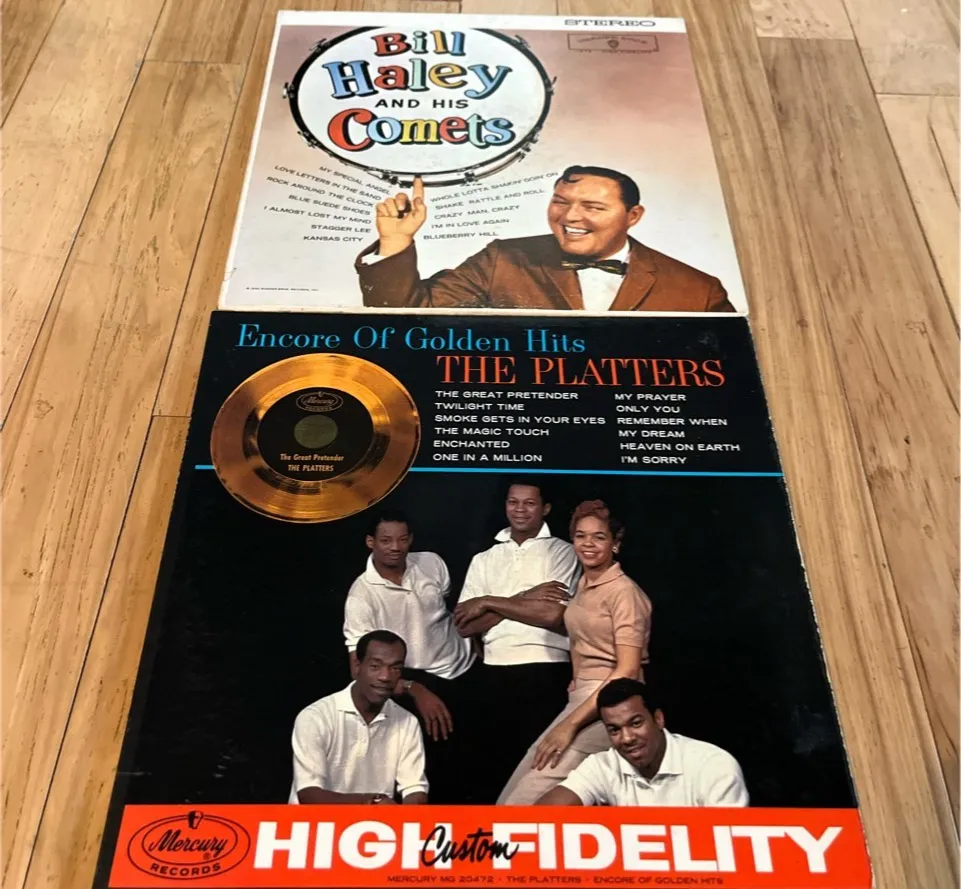 STEREO
Bill
Haley
AND HIS
Comets
MY SPECIAL ANGEL
LOVE LETTERS IN THE SAND
ROCK AROUND THE CLOCK
BLUE SUEDE SHOES
I ALMOST LOST MY MIND
STAGGER LEE
KANSAS CITY
WHOLE LOTTA SHAKIN' GOIN' ON
SHAKE RATTLE AND ROLL
CRAZY MAN, CRAZY
I'M IN LOVE AGAIN
BLUEBERRY HILL
Encore Of Golden Hits
THE PLATTERS
Mercury
The Great Pretender
THE PLATTERS
THE GREAT PRETENDER
TWILIGHT TIME
SMOKE GETS IN YOUR EYES
THE MAGIC TOUCH
ENCHANTED
ONE IN A MILLION
MY PRAYER
ONLY YOU
REMEMBER WHEN
MY DREAM
HEAVEN ON EARTH
I'M SORRY
Mercury
RECORDS
Custom
HIGH FIDELITY
MERCURY MG 20472 · THE PLATTERS · ENCORE OF GOLDEN HITS